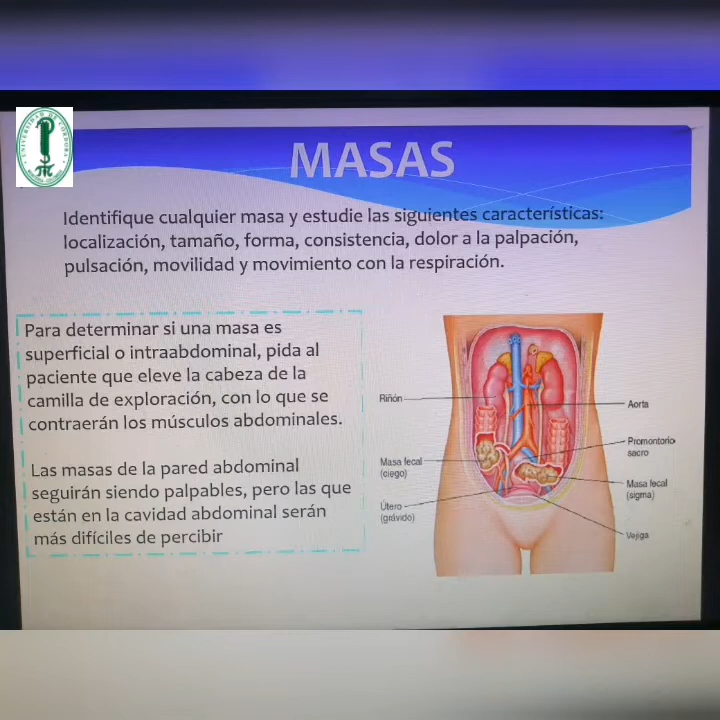 UNIVERSIDAD DE CÓRDOBA
MASAS
Identifique cualquier masa y estudie las siguientes características:
localización, tamaño, forma, consistencia, dolor a la palpación,
pulsación, movilidad y movimiento con la respiración.
Para determinar si una masa es
superficial o intraabdominal, pida al
paciente que eleve la cabeza de la
camilla de exploración, con lo que se
contraerán los músculos abdominales.
Las masas de la pared abdominal
seguirán siendo palpables, pero las que
están en la cavidad abdominal serán
más difíciles de percibir
Riñón
Masa fecal
(ciego)
Útero
(grávido)
Aorta
Promontorio
sacro
Masa fecal
(sigma)
Vejiga